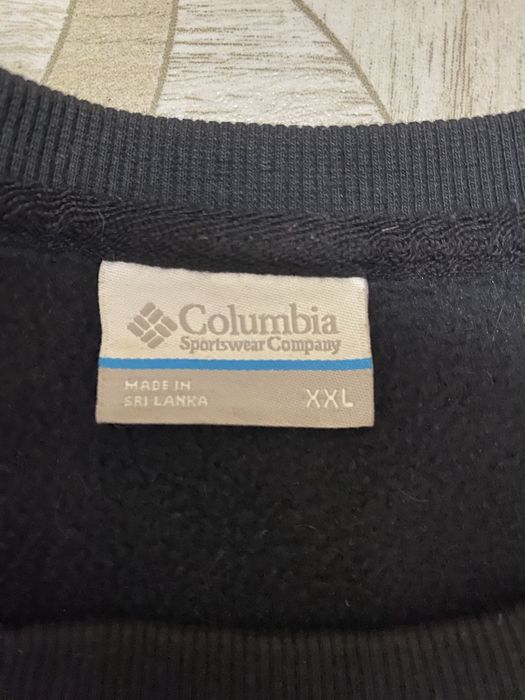 Columbia
Sportswear Company
MADE IN
SRI LANKA
XXL